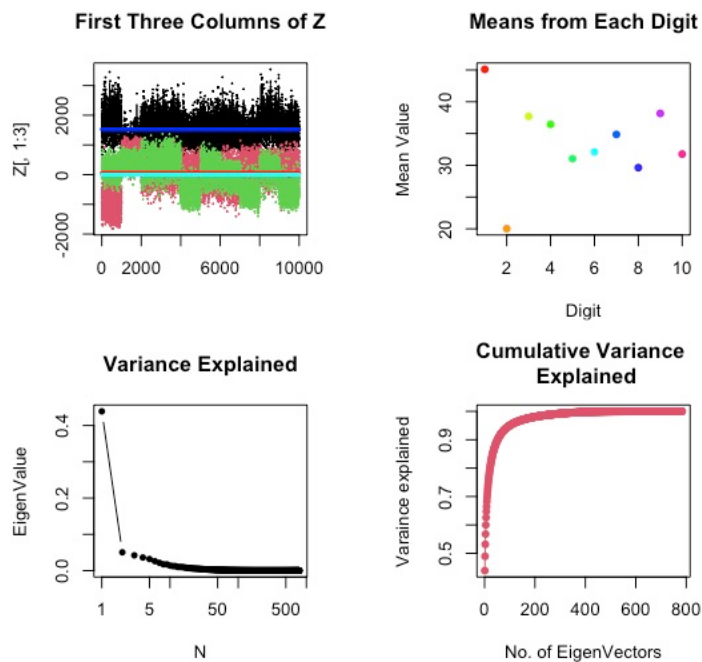 First Three Columns of Z
Z[, 1:3]
2000
0
-2000
0 2000 6000 10000
Means from Each Digit
Mean Value
40
30
20
2 4 6 8 10
Digit
Variance Explained
EigenValue
0.4
0.2
0.0
1 5 50 500
N
Cumulative Variance
Explained
Varaince explained
0.9
0.7
0.5
0 200 400 600 800
No. of EigenVectors